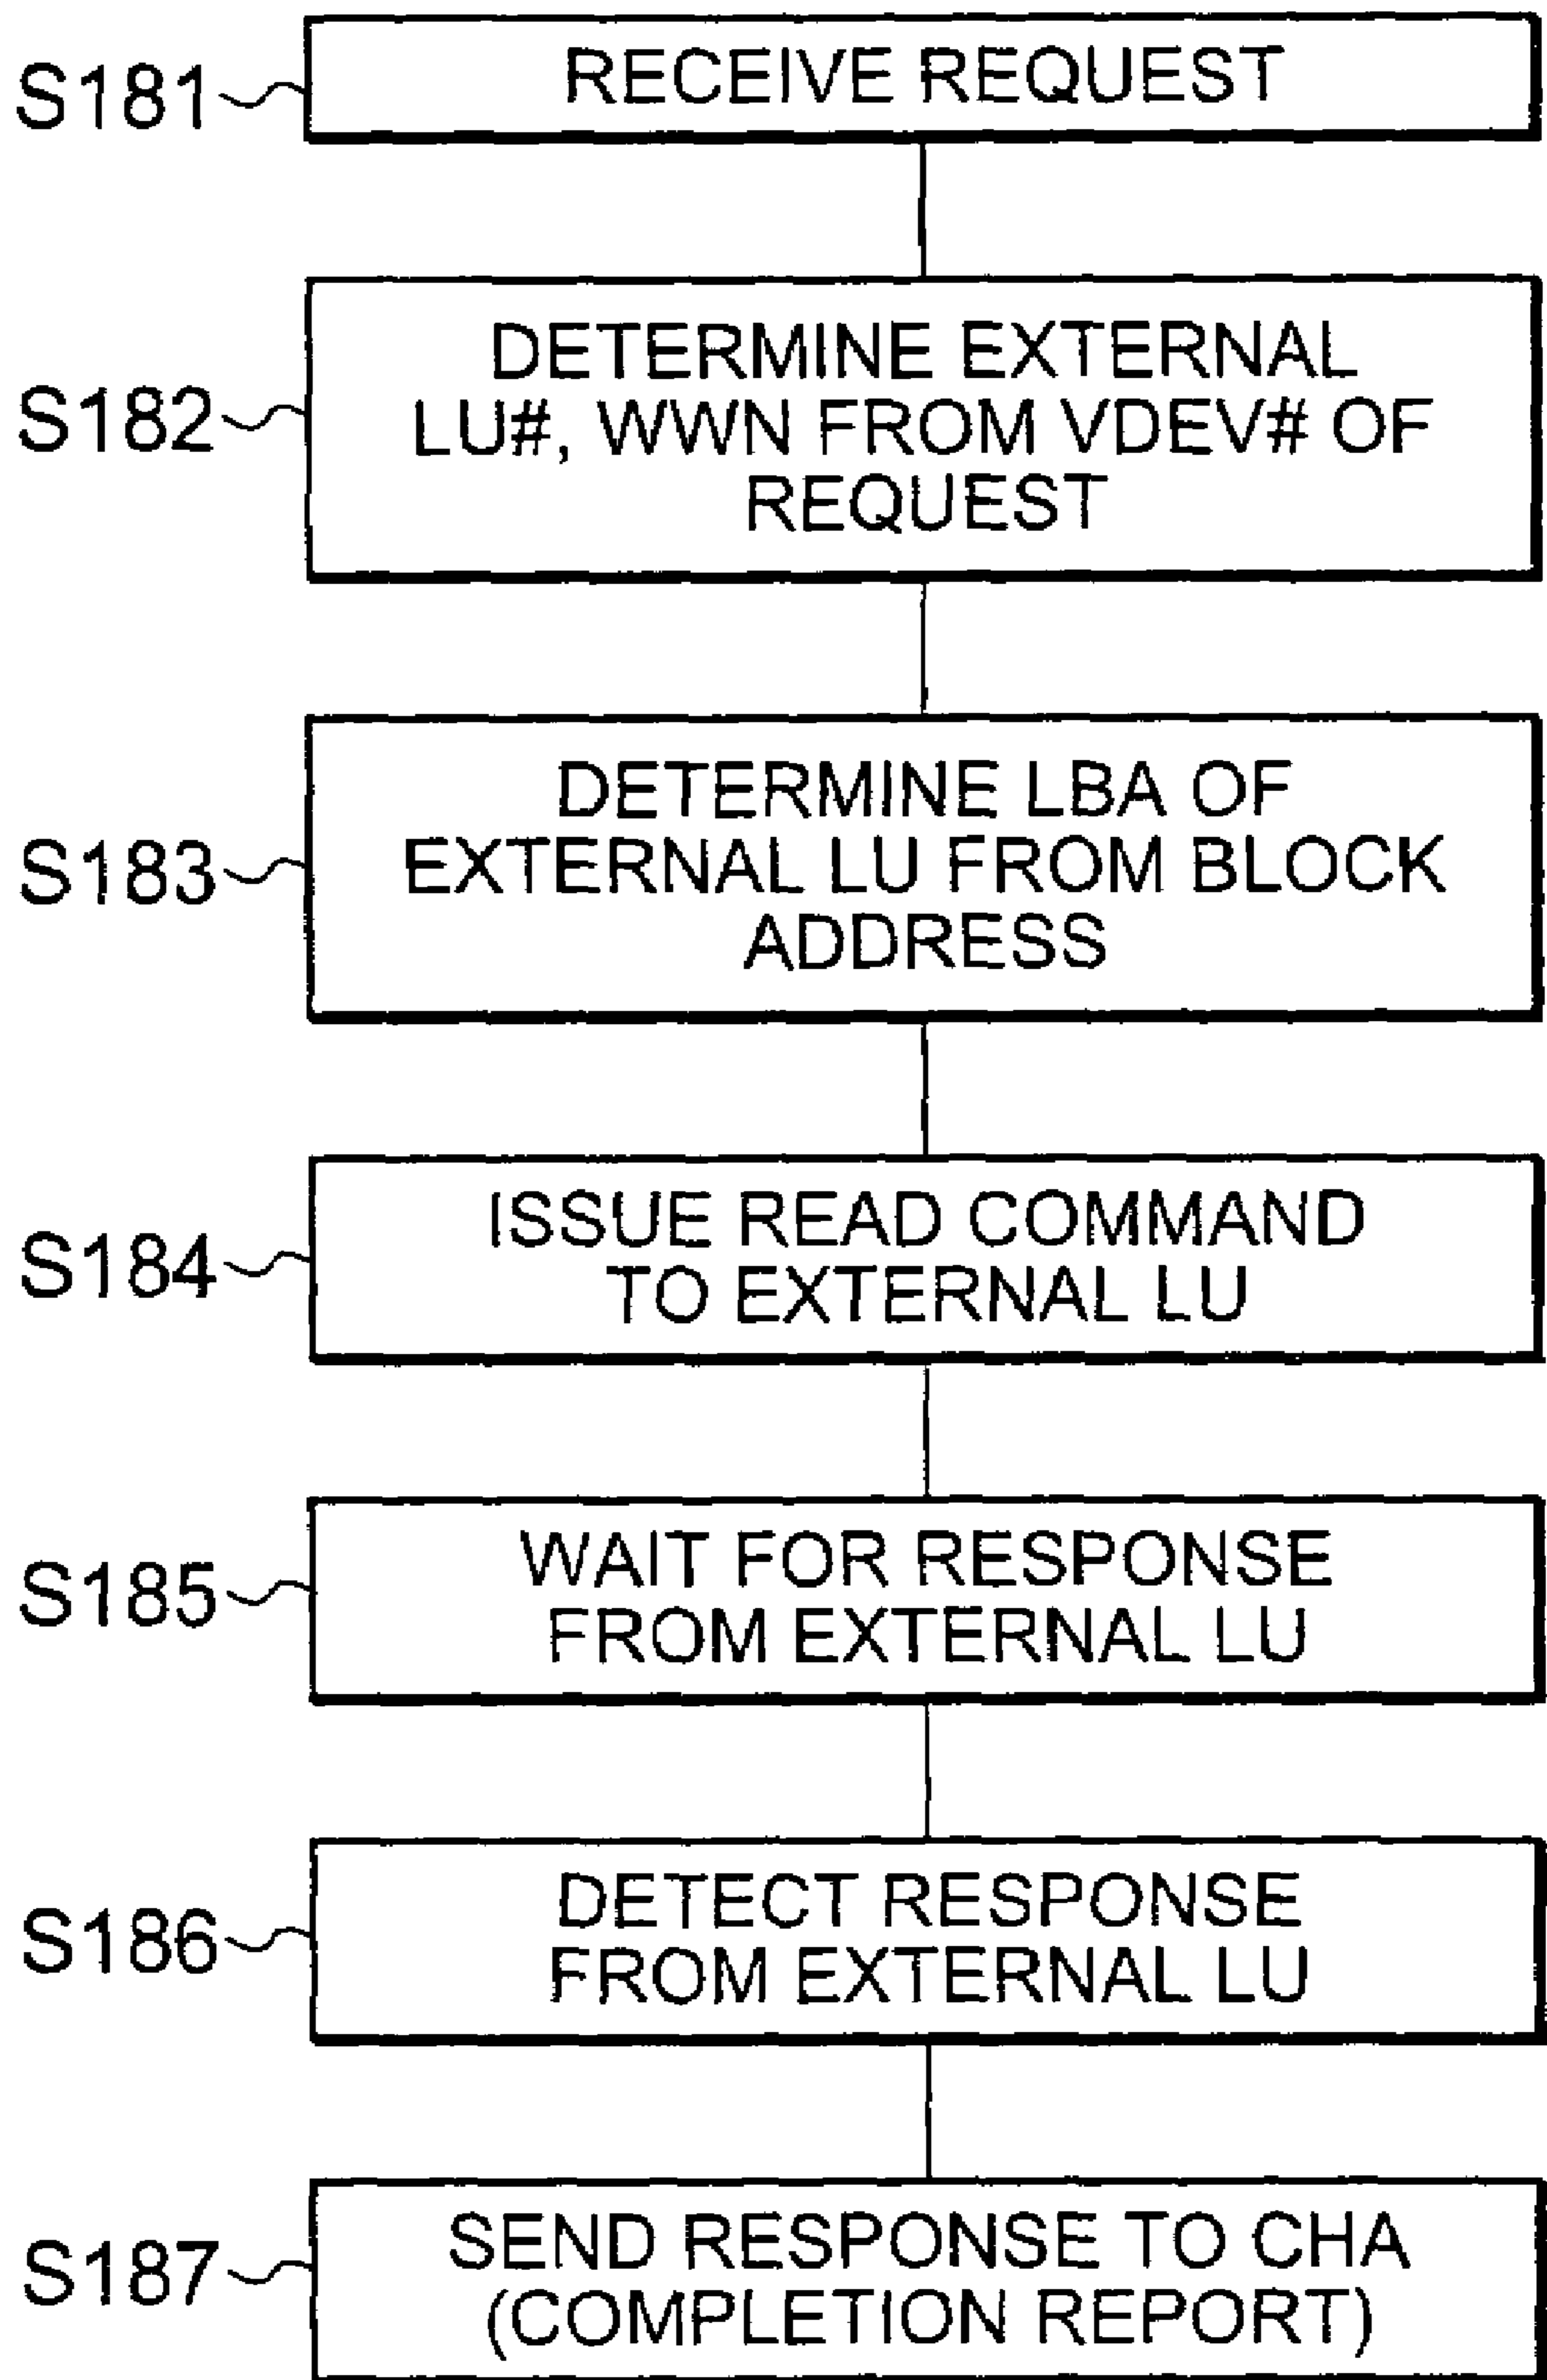 S181
RECEIVE REQUEST
S182
DETERMINE EXTERNAL
LU#, WWN FROM VDEV# OF
REQUEST
S183
DETERMINE LBA OF
EXTERNAL LU FROM BLOCK
ADDRESS
S184
ISSUE READ COMMAND
TO EXTERNAL LU
S185
WAIT FOR RESPONSE
FROM EXTERNAL LU
S186
DETECT RESPONSE
FROM EXTERNAL LU
S187
SEND RESPONSE TO CHA
(COMPLETION REPORT)